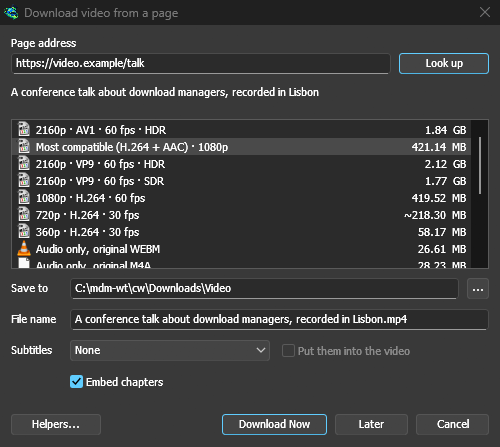 Download video from a page
Page address
https://video.example/talk
Look up
A conference talk about download managers, recorded in Lisbon
2160p · AV1 · 60 fps · HDR 1.84 GB
Most compatible (H.264 + AAC) · 1080p 421.14 MB
2160p · VP9 · 60 fps · HDR 2.12 GB
2160p · VP9 · 60 fps · SDR 1.77 GB
1080p · H.264 · 60 fps 419.52 MB
720p · H.264 · 30 fps ~218.30 MB
360p · H.264 · 30 fps 58.17 MB
Audio only, original WEBM 26.61 MB
Audio only, original M4A 28.23 MB
Save to C:\mdm-wt\cw\Downloads\Video ...
File name A conference talk about download managers, recorded in Lisbon.mp4
Subtitles None Put them into the video
Embed chapters
Helpers... Download Now Later Cancel